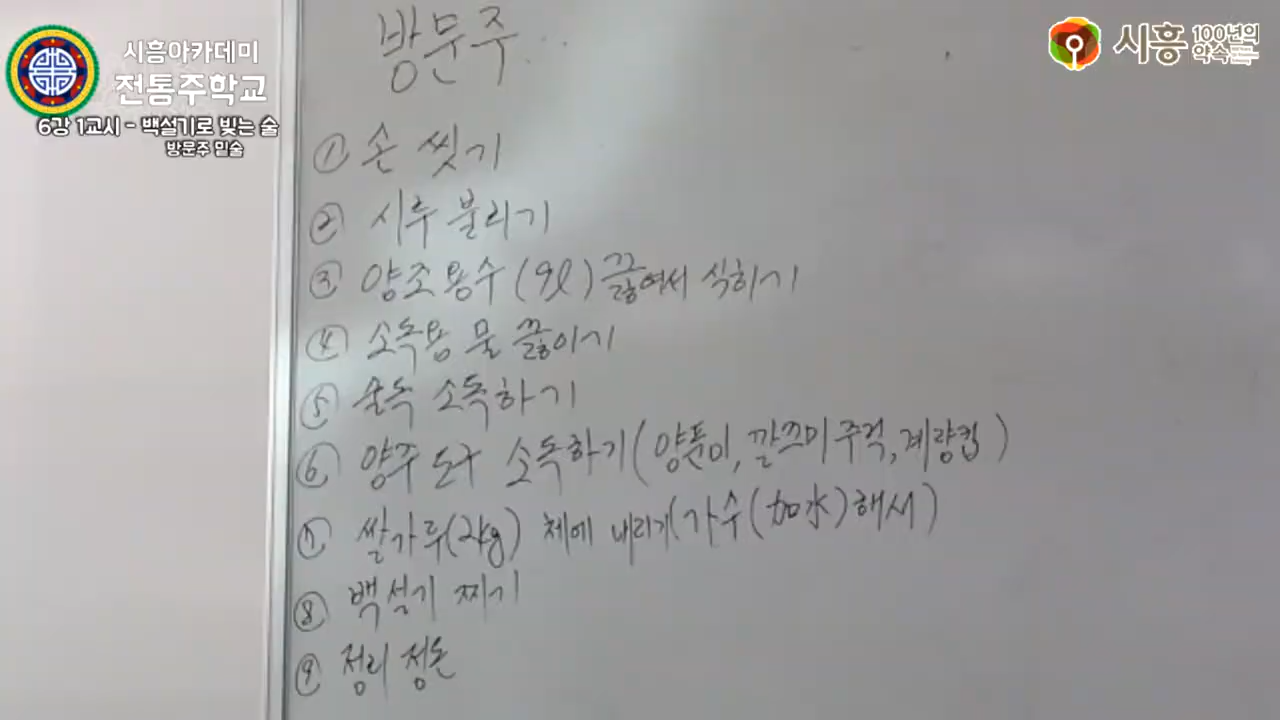 시흥아카데미
전통주학교
6강 1교시 - 백설기로 빚는 술
방문주 밑술
시흥 100년의 약속
방문주
① 손 씻기
② 시루 불리기
③ 양조용수 (9l) 끓여서 식히기
④ 소독용 물 끓이기
⑤ 술독 소독하기
⑥ 양주 도구 소독하기 (양푼이, 깔끄미 주걱, 계량컵)
⑦ 쌀가루(2kg) 체에 내리기(가수(加水)해서)
⑧ 백설기 찌기
⑨ 정리 정돈